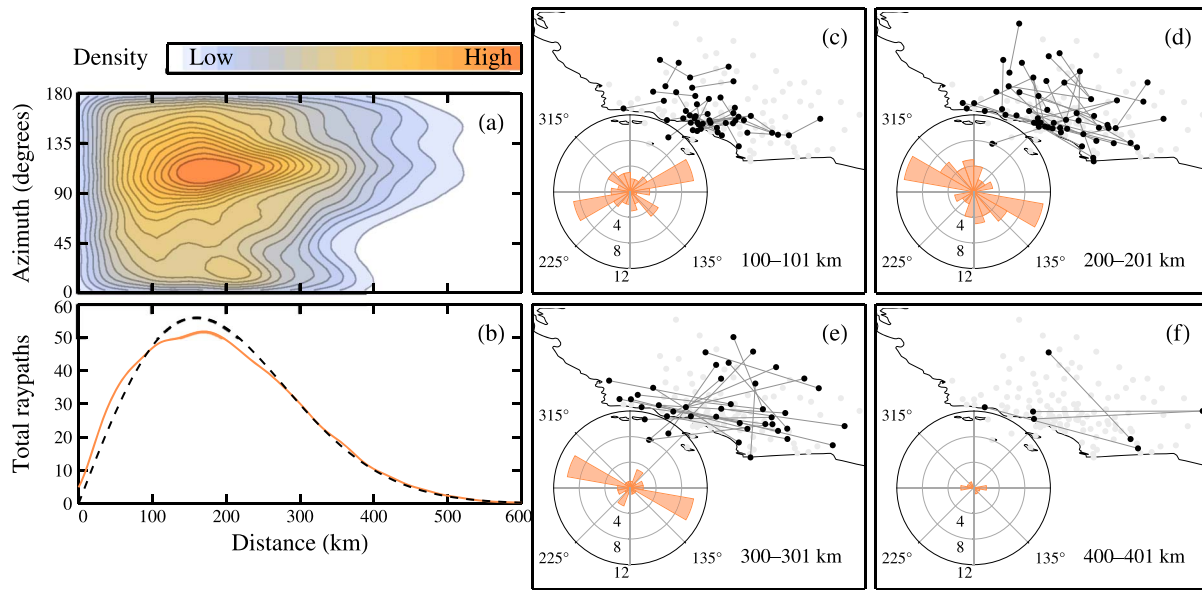 Density Low High
(a)
180
135
90
45
0
Azimuth (degrees)
(b)
60
50
40
30
20
10
0
Total raypaths
0 100 200 300 400 500 600
Distance (km)
(c)
315°
4
8
12
225° 135°
100–101 km
(d)
315°
4
8
12
225° 135°
200–201 km
(e)
315°
4
8
12
225° 135°
300–301 km
(f)
315°
4
8
12
225° 135°
400–401 km